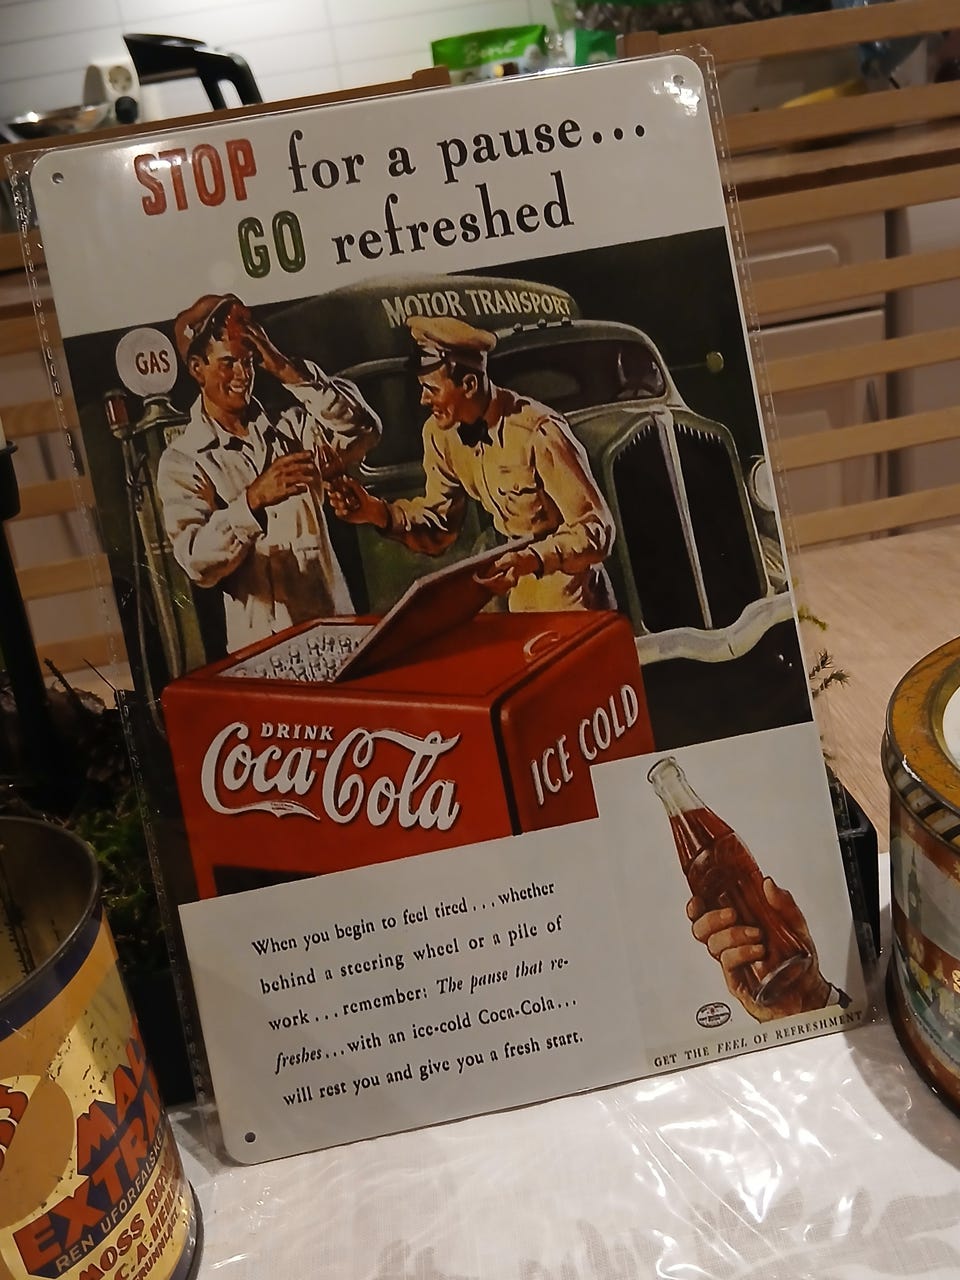 STOP for a pause...
GO refreshed
MOTOR TRANSPORT
GAS
DRINK
Coca-Cola
ICE COLD
When you begin to feel tired...whether
behind a steering wheel or a pile of
work...remember: The pause that re-
freshes...with an ice-cold Coca-Cola...
will rest you and give you a fresh start.
GET THE FEEL OF REFRESHMENT
EXTRA
REN UFORFALSK
MOSS